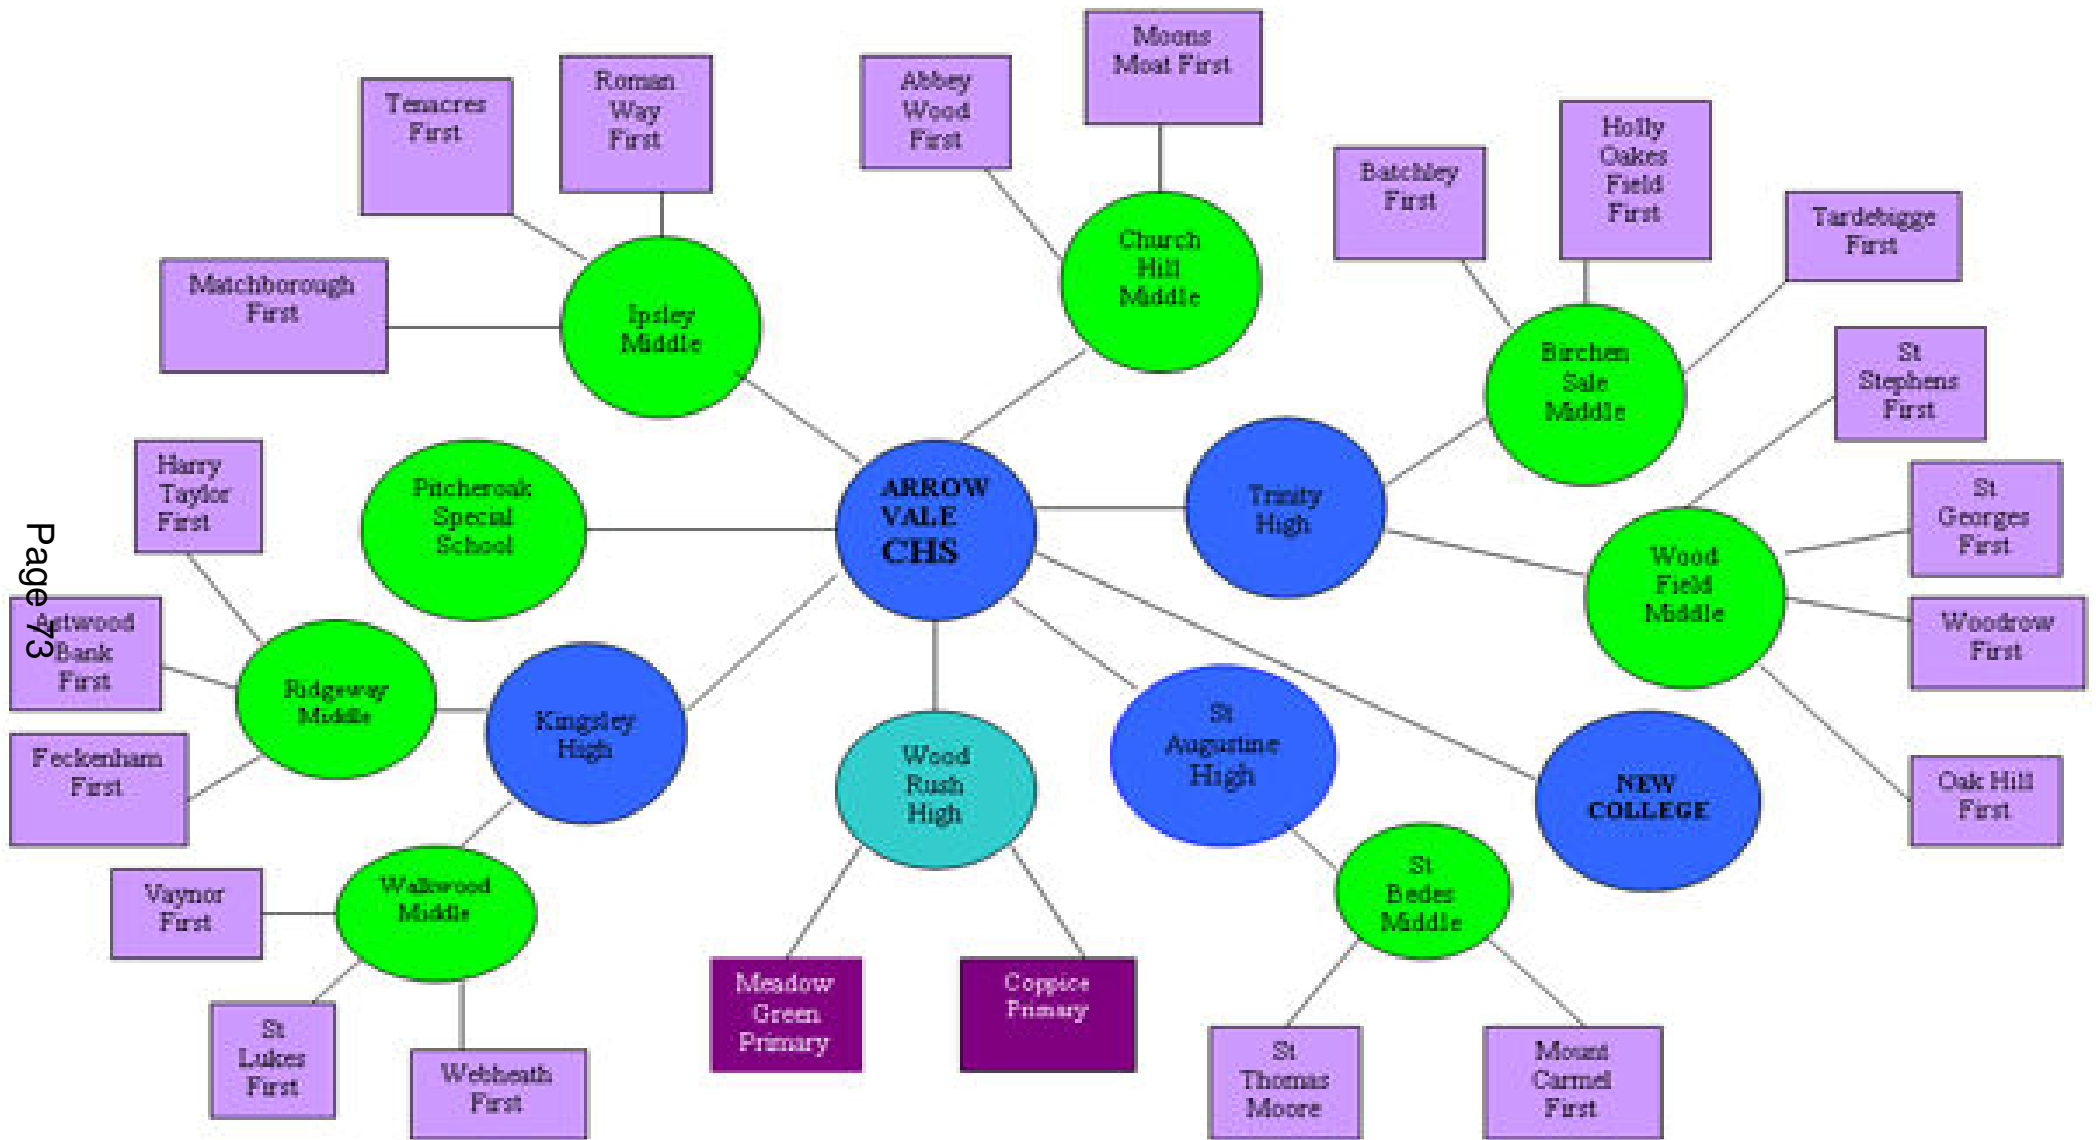 Moons
Moat First
Roman
Way
First
Abbey
Wood
First
Tenacres
First
Holly
Oakes
Field
First
Batchley
First
Tardebigge
First
Church
Hill
Middle
Matchborough
First
Ipsley
Middle
Birchen
Sale
Middle
St
Stephens
First
Harry
Taylor
First
Pitcheroak
Special
School
ARROW
VALE
CHS
Trinity
High
St
Georges
First
Wood
Field
Middle
Page 73
Astwood
Bank
First
Woodrow
First
Ridgeway
Middle
Kingsley
High
St
Augustine
High
Feckenham
First
Wood
Rush
High
NEW
COLLEGE
Oak Hill
First
Vaynor
First
Walkwood
Middle
St
Bedes
Middle
Meadow
Green
Primary
Coppice
Primary
St
Lukes
First
Webheath
First
St
Thomas
Moore
Mount
Carmel
First